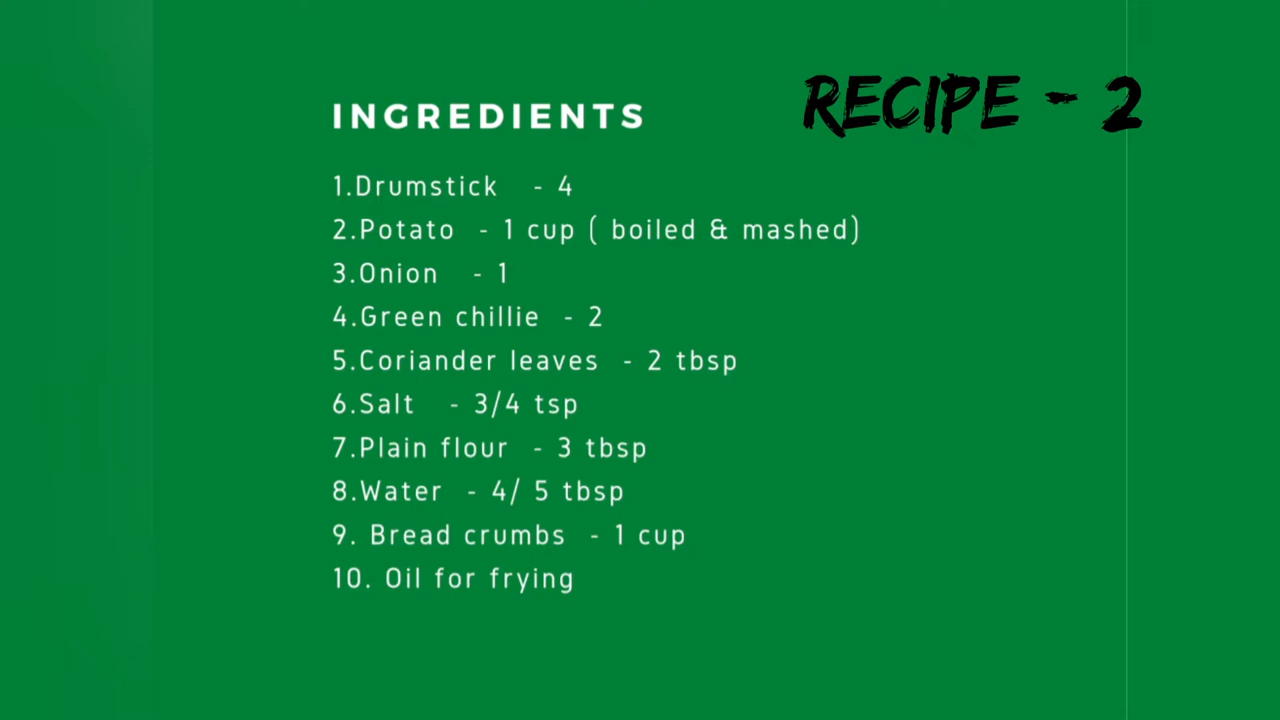 RECIPE - 2
INGREDIENTS
1.Drumstick - 4
2.Potato - 1 cup ( boiled & mashed)
3.Onion - 1
4.Green chillie - 2
5.Coriander leaves - 2 tbsp
6.Salt - 3/4 tsp
7.Plain flour - 3 tbsp
8.Water - 4/ 5 tbsp
9. Bread crumbs - 1 cup
10. Oil for frying